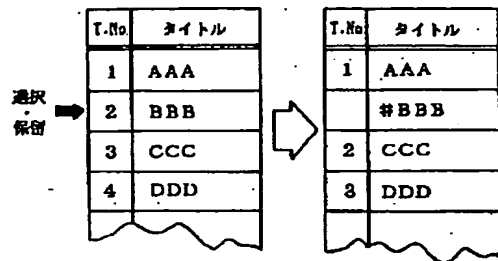 T.No タイトル
1 AAA
選択・保留 2 BBB
3 CCC
4 DDD
T.No タイトル
1 AAA
#BBB
2 CCC
3 DDD